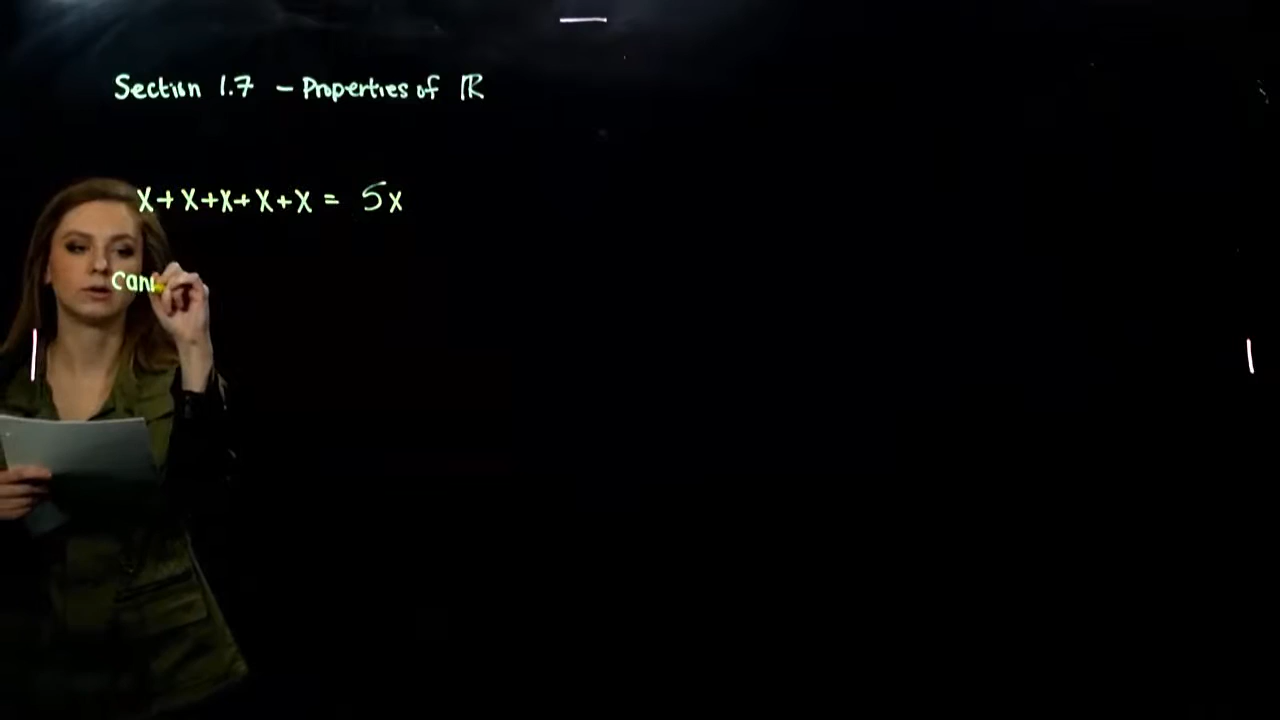 Section 1.7 - Properties of ℝ
x+x+x+x+x = 5x